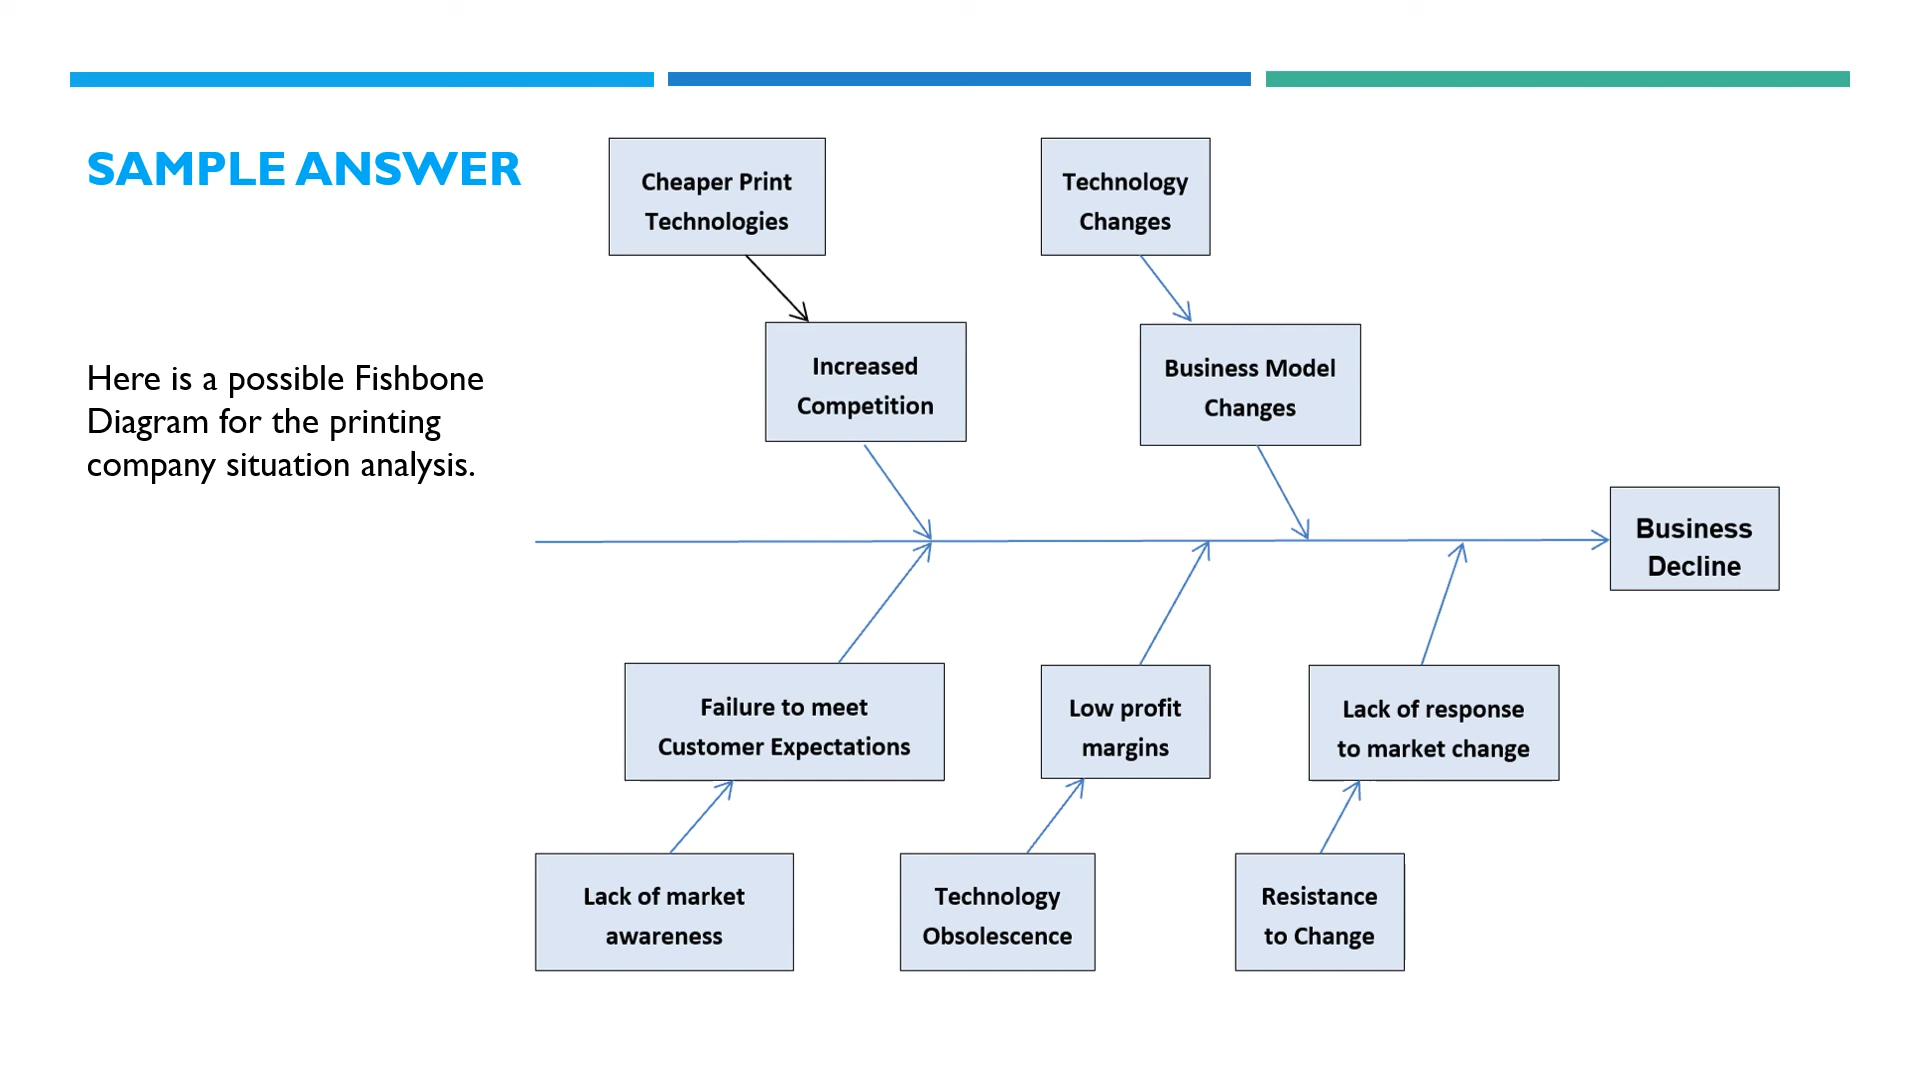 SAMPLE ANSWER
Here is a possible Fishbone
Diagram for the printing
company situation analysis.
Cheaper Print
Technologies
Technology
Changes
Increased
Competition
Business Model
Changes
Business
Decline
Failure to meet
Customer Expectations
Low profit
margins
Lack of response
to market change
Lack of market
awareness
Technology
Obsolescence
Resistance
to Change